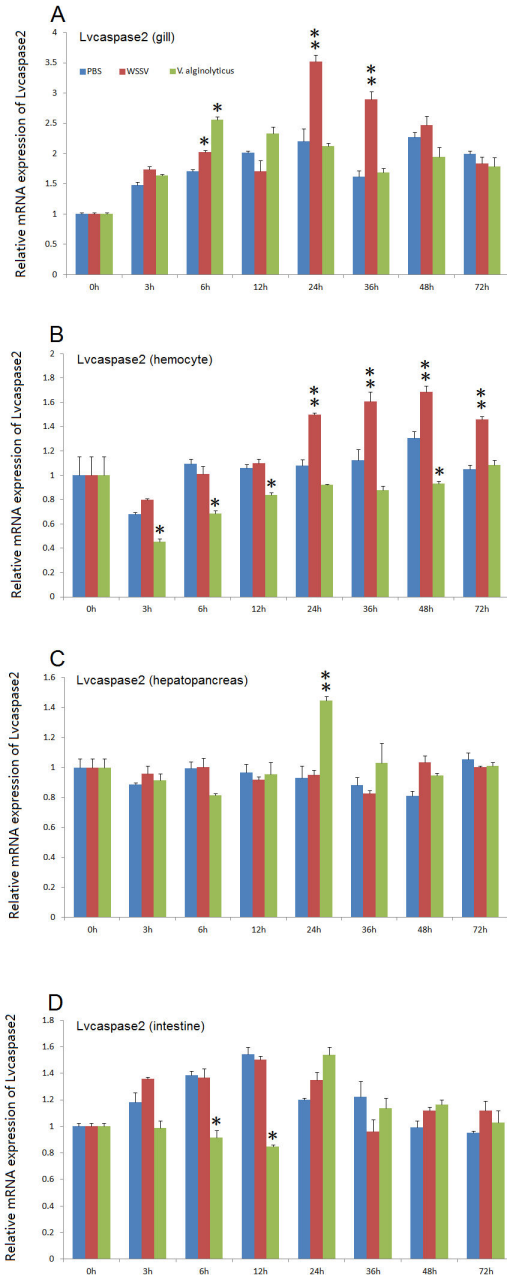 A
Lvcaspase2 (gill)
Relative mRNA expression of Lvcaspase2
PBS WSSV V. alginolyticus
4
3.5
3
2.5
2
1.5
1
0.5
0
* * ** **
0h 3h 6h 12h 24h 36h 48h 72h
B
Lvcaspase2 (hemocyte)
Relative mRNA expression of Lvcaspase2
2
1.8
1.6
1.4
1.2
1
0.8
0.6
0.4
0.2
0
* * * ** ** ** * **
0h 3h 6h 12h 24h 36h 48h 72h
C
Lvcaspase2 (hepatopancreas)
Relative mRNA expression of Lvcaspase2
1.6
1.4
1.2
1
0.8
0.6
0.4
0.2
0
**
0h 3h 6h 12h 24h 36h 48h 72h
D
Lvcaspase2 (intestine)
Relative mRNA expression of Lvcaspase2
1.8
1.6
1.4
1.2
1
0.8
0.6
0.4
0.2
0
* *
0h 3h 6h 12h 24h 36h 48h 72h